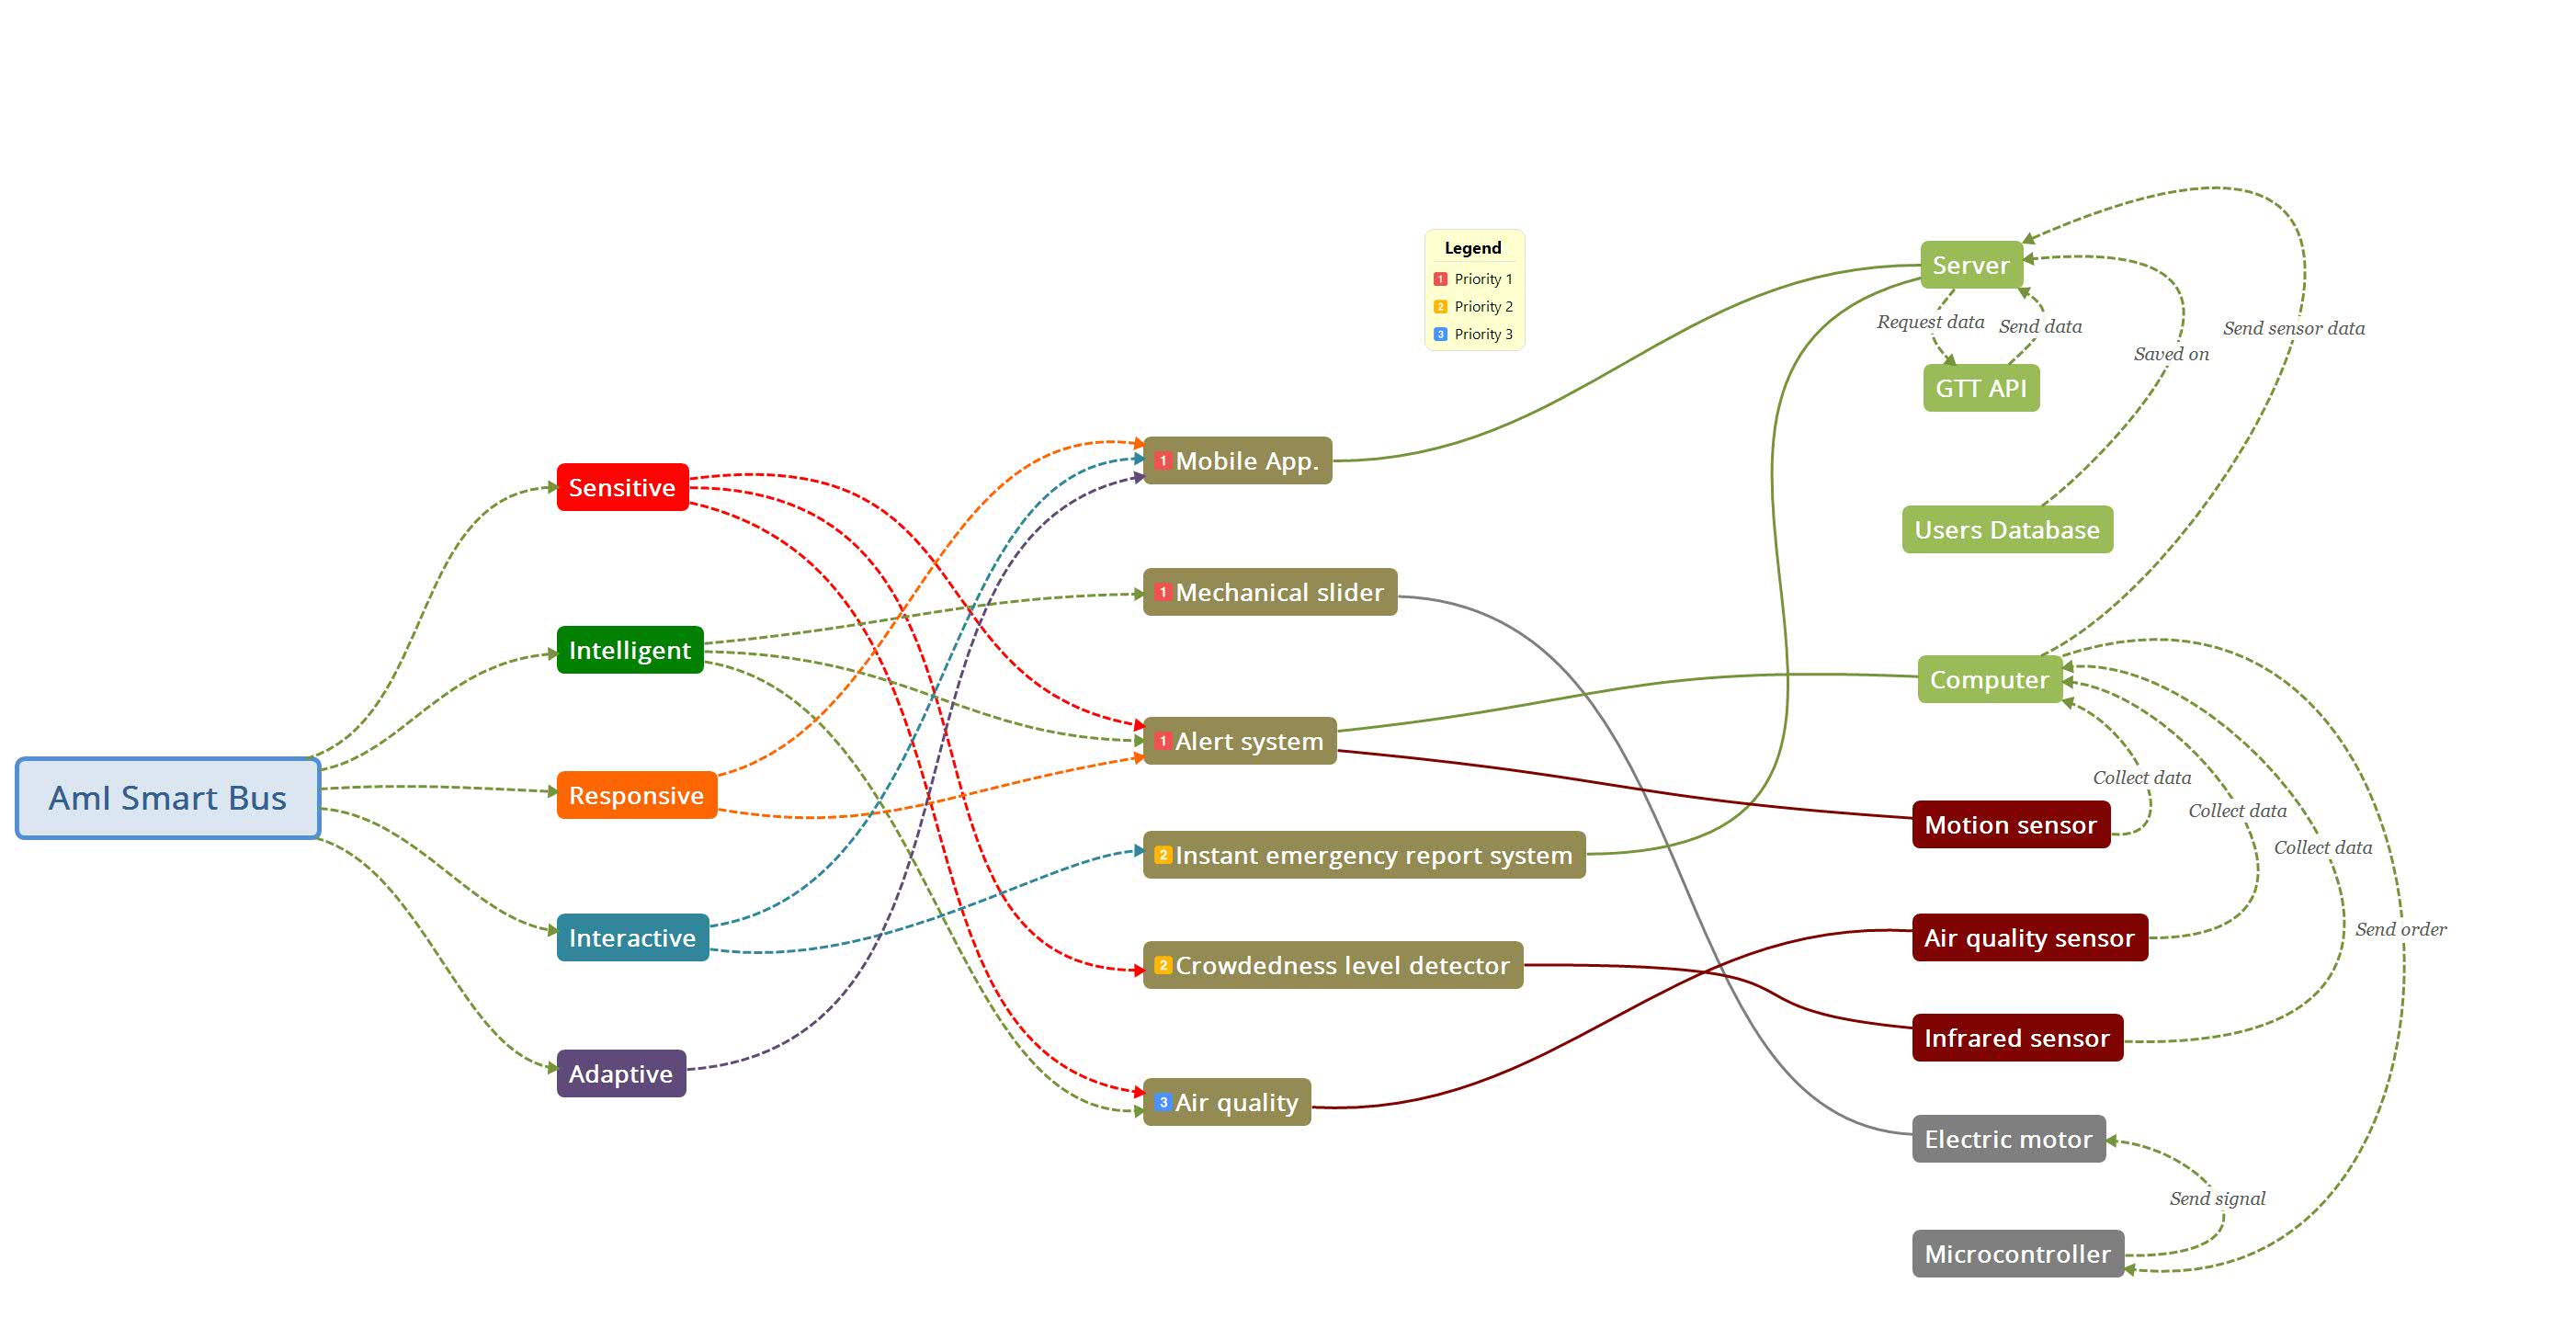 Legend
1 Priority 1
2 Priority 2
3 Priority 3
AmI Smart Bus
Sensitive
Intelligent
Responsive
Interactive
Adaptive
1 Mobile App.
1 Mechanical slider
1 Alert system
2 Instant emergency report system
2 Crowdedness level detector
3 Air quality
Server
Request data
Send data
Saved on
Send sensor data
GTT API
Users Database
Computer
Collect data
Motion sensor
Collect data
Collect data
Send order
Air quality sensor
Infrared sensor
Electric motor
Send signal
Microcontroller